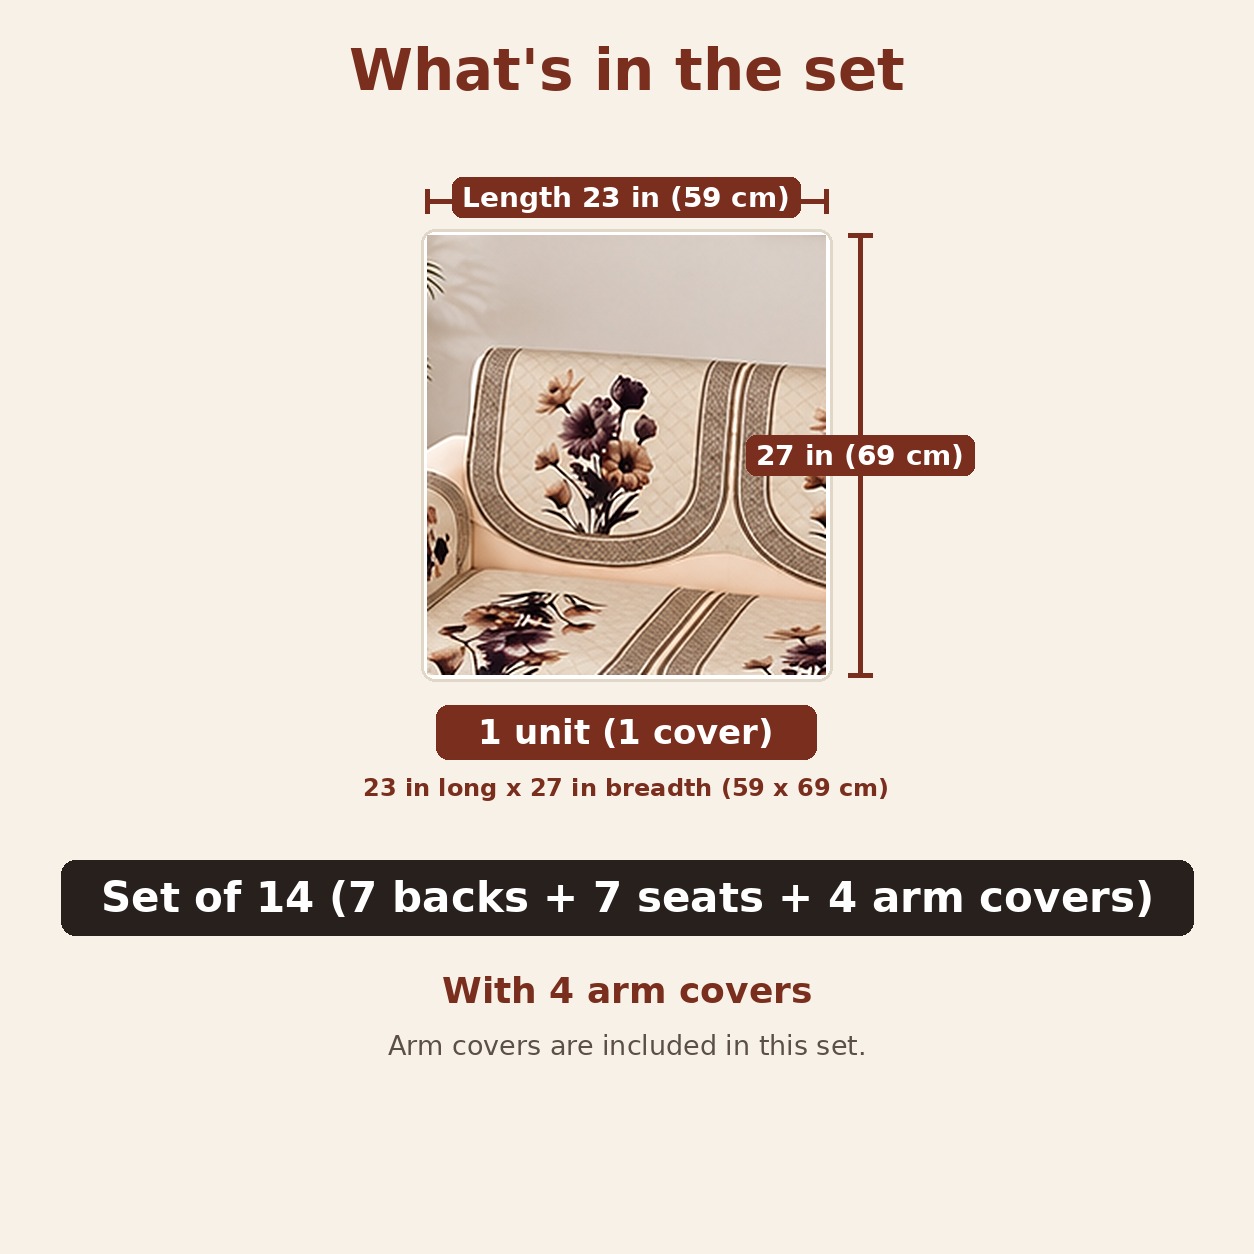 What's in the set
Length 23 in (59 cm)
27 in (69 cm)
1 unit (1 cover)
23 in long x 27 in breadth (59 x 69 cm)
Set of 14 (7 backs + 7 seats + 4 arm covers)
With 4 arm covers
Arm covers are included in this set.